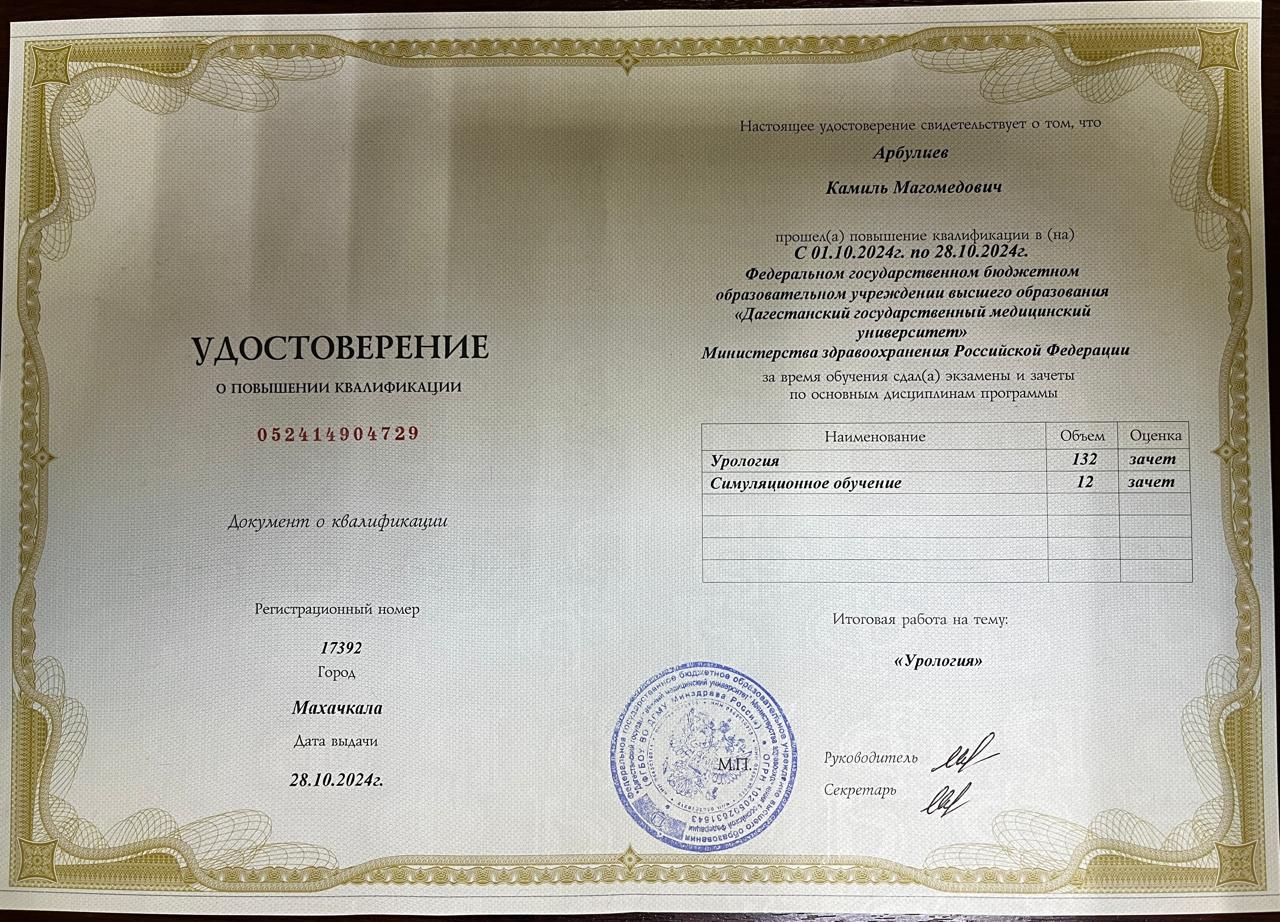 УДОСТОВЕРЕНИЕ
О ПОВЫШЕНИИ КВАЛИФИКАЦИИ
052414904729
Документ о квалификации
Регистрационный номер
17392
Город
Махачкала
Дата выдачи
28.10.2024г.
Настоящее удостоверение свидетельствует о том, что
Арбулиев
Камиль Магомедович
прошел(а) повышение квалификации в (на)
С 01.10.2024г. по 28.10.2024г.
Федеральном государственном бюджетном
образовательном учреждении высшего образования
«Дагестанский государственный медицинский
университет»
Министерства здравоохранения Российской Федерации
за время обучения сдал(а) экзамены и зачеты
по основным дисциплинам программы
Наименование Объем Оценка
Урология 132 зачет
Симуляционное обучение 12 зачет
Итоговая работа на тему:
«Урология»
М.П.
Руководитель
Секретарь
Федеральное государственное бюджетное образовательное учреждение высшего образования
"Дагестанский государственный медицинский университет" Министерства здравоохранения Российской Федерации
(ФГБОУ ВО ДГМУ Минздрава России) ОГРН 1020502631643